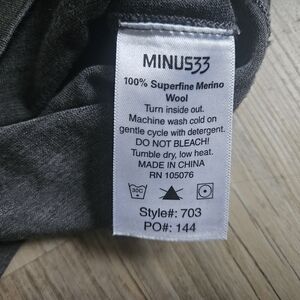 MINUS33
100% Superfine Merino
Wool
Turn inside out.
Machine wash cold on
gentle cycle with detergent.
DO NOT BLEACH!
Tumble dry, low heat.
MADE IN CHINA
RN 105076
30C
Style#: 703
PO#: 144